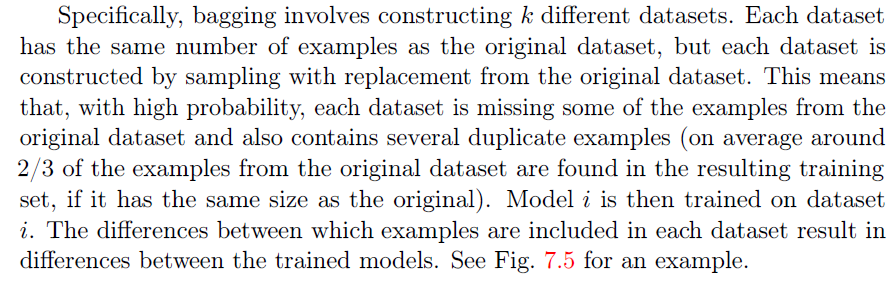 Specifically, bagging involves constructing k different datasets. Each dataset
has the same number of examples as the original dataset, but each dataset is
constructed by sampling with replacement from the original dataset. This means
that, with high probability, each dataset is missing some of the examples from the
original dataset and also contains several duplicate examples (on average around
2/3 of the examples from the original dataset are found in the resulting training
set, if it has the same size as the original). Model i is then trained on dataset
i. The differences between which examples are included in each dataset result in
differences between the trained models. See Fig. 7.5 for an example.